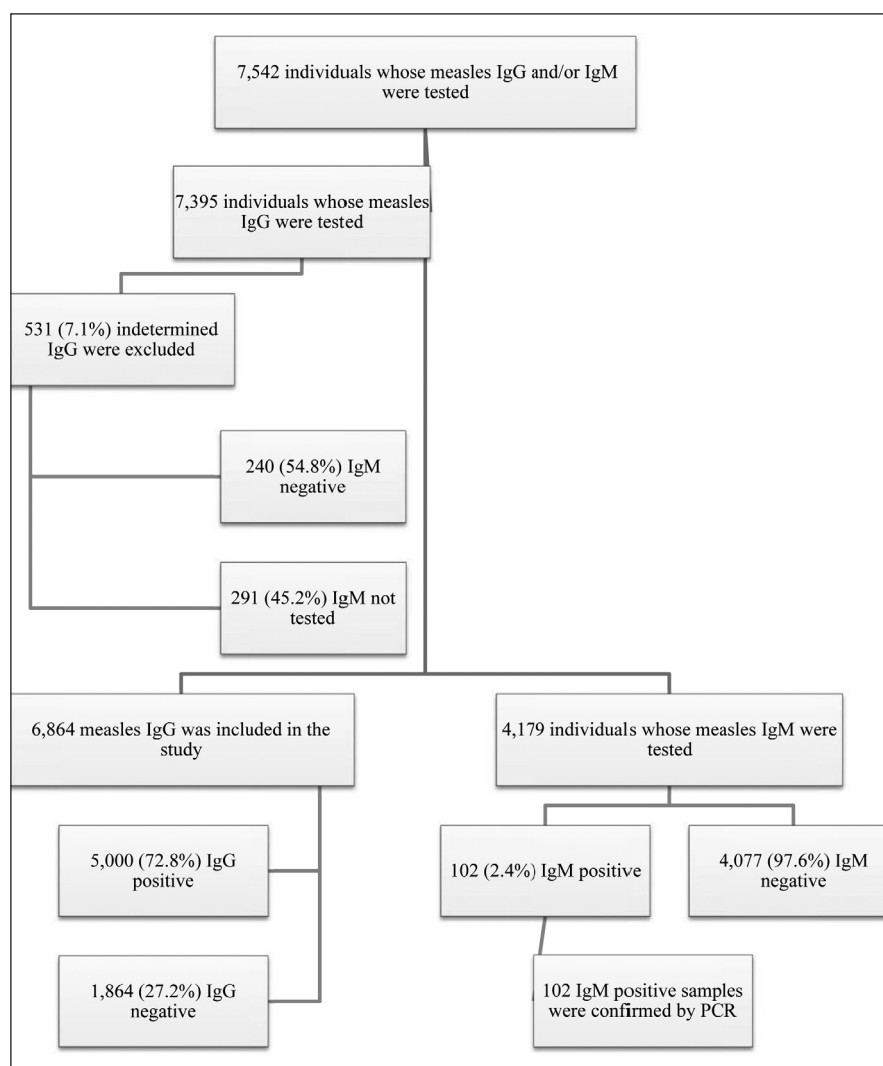 7,542 individuals whose measles IgG and/or IgM
were tested
7,395 individuals whose measles
IgG were tested
531 (7.1%) indetermined
IgG were excluded
240 (54.8%) IgM
negative
291 (45.2%) IgM not
tested
6,864 measles IgG was included in the
study
4,179 individuals whose measles IgM were
tested
5,000 (72.8%) IgG
positive
102 (2.4%) IgM positive
4,077 (97.6%) IgM
negative
1,864 (27.2%) IgG
negative
102 IgM positive samples
were confirmed by PCR